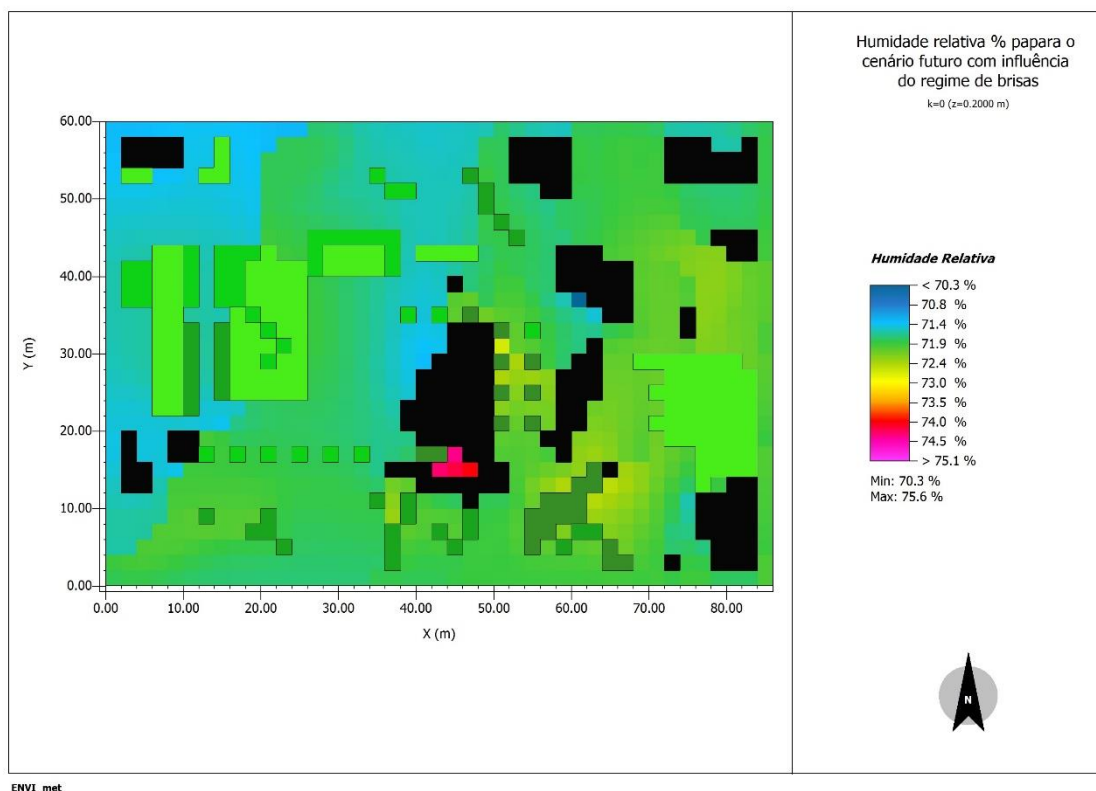 Humidade relativa % papara o
cenário futuro com influência
do regime de brisas
k=0 (z=0.2000 m)
60.00
50.00
40.00
30.00
20.00
10.00
0.00
Y (m)
0.00 10.00 20.00 30.00 40.00 50.00 60.00 70.00 80.00
X (m)
Humidade Relativa
< 70.3 %
70.8 %
71.4 %
71.9 %
72.4 %
73.0 %
73.5 %
74.0 %
74.5 %
> 75.1 %
Min: 70.3 %
Max: 75.6 %
N
ENVI_met